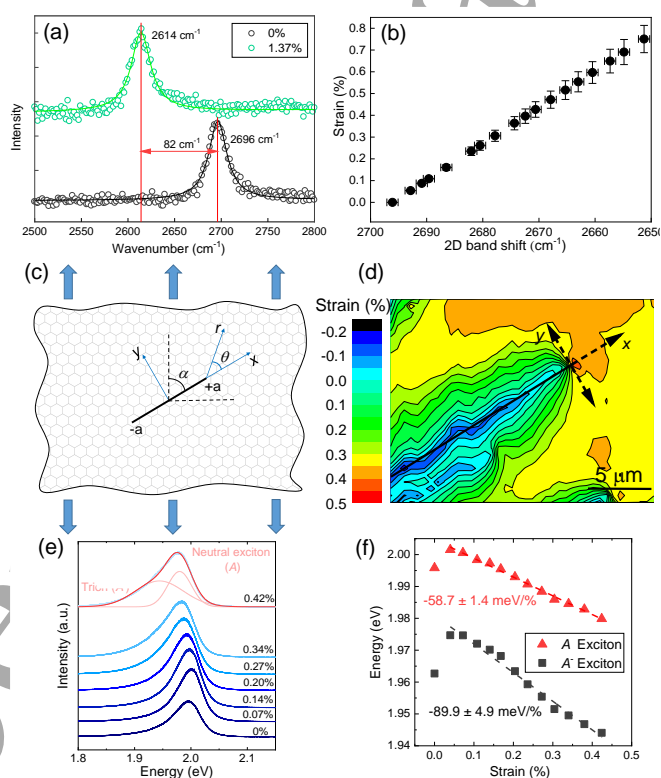 (a)
2614 cm-1
0%
1.37%
82 cm-1
2696 cm-1
Intensity
2500 2550 2600 2650 2700 2750 2800
Wavenumber (cm-1)
(b)
0.8
0.7
0.6
0.5
0.4
0.3
0.2
0.1
0.0
Strain (%)
2700 2690 2680 2670 2660 2650
2D band shift (cm-1)
(c)
r
y
α
θ
x
+a
-a
(d)
Strain (%)
-0.2
-0.1
0.0
0.1
0.2
0.3
0.4
0.5
y
x
5 μm
(e)
Neutral exciton
(A)
Trion (A-)
0.42%
0.34%
0.27%
0.20%
0.14%
0.07%
0%
Intensity (a.u.)
1.8 1.9 2.0 2.1
Energy (eV)
(f)
2.00
1.99
1.98
1.97
1.96
1.95
1.94
Energy (eV)
-58.7 ± 1.4 meV/%
A Exciton
A- Exciton
-89.9 ± 4.9 meV/%
0.0 0.1 0.2 0.3 0.4 0.5
Strain (%)